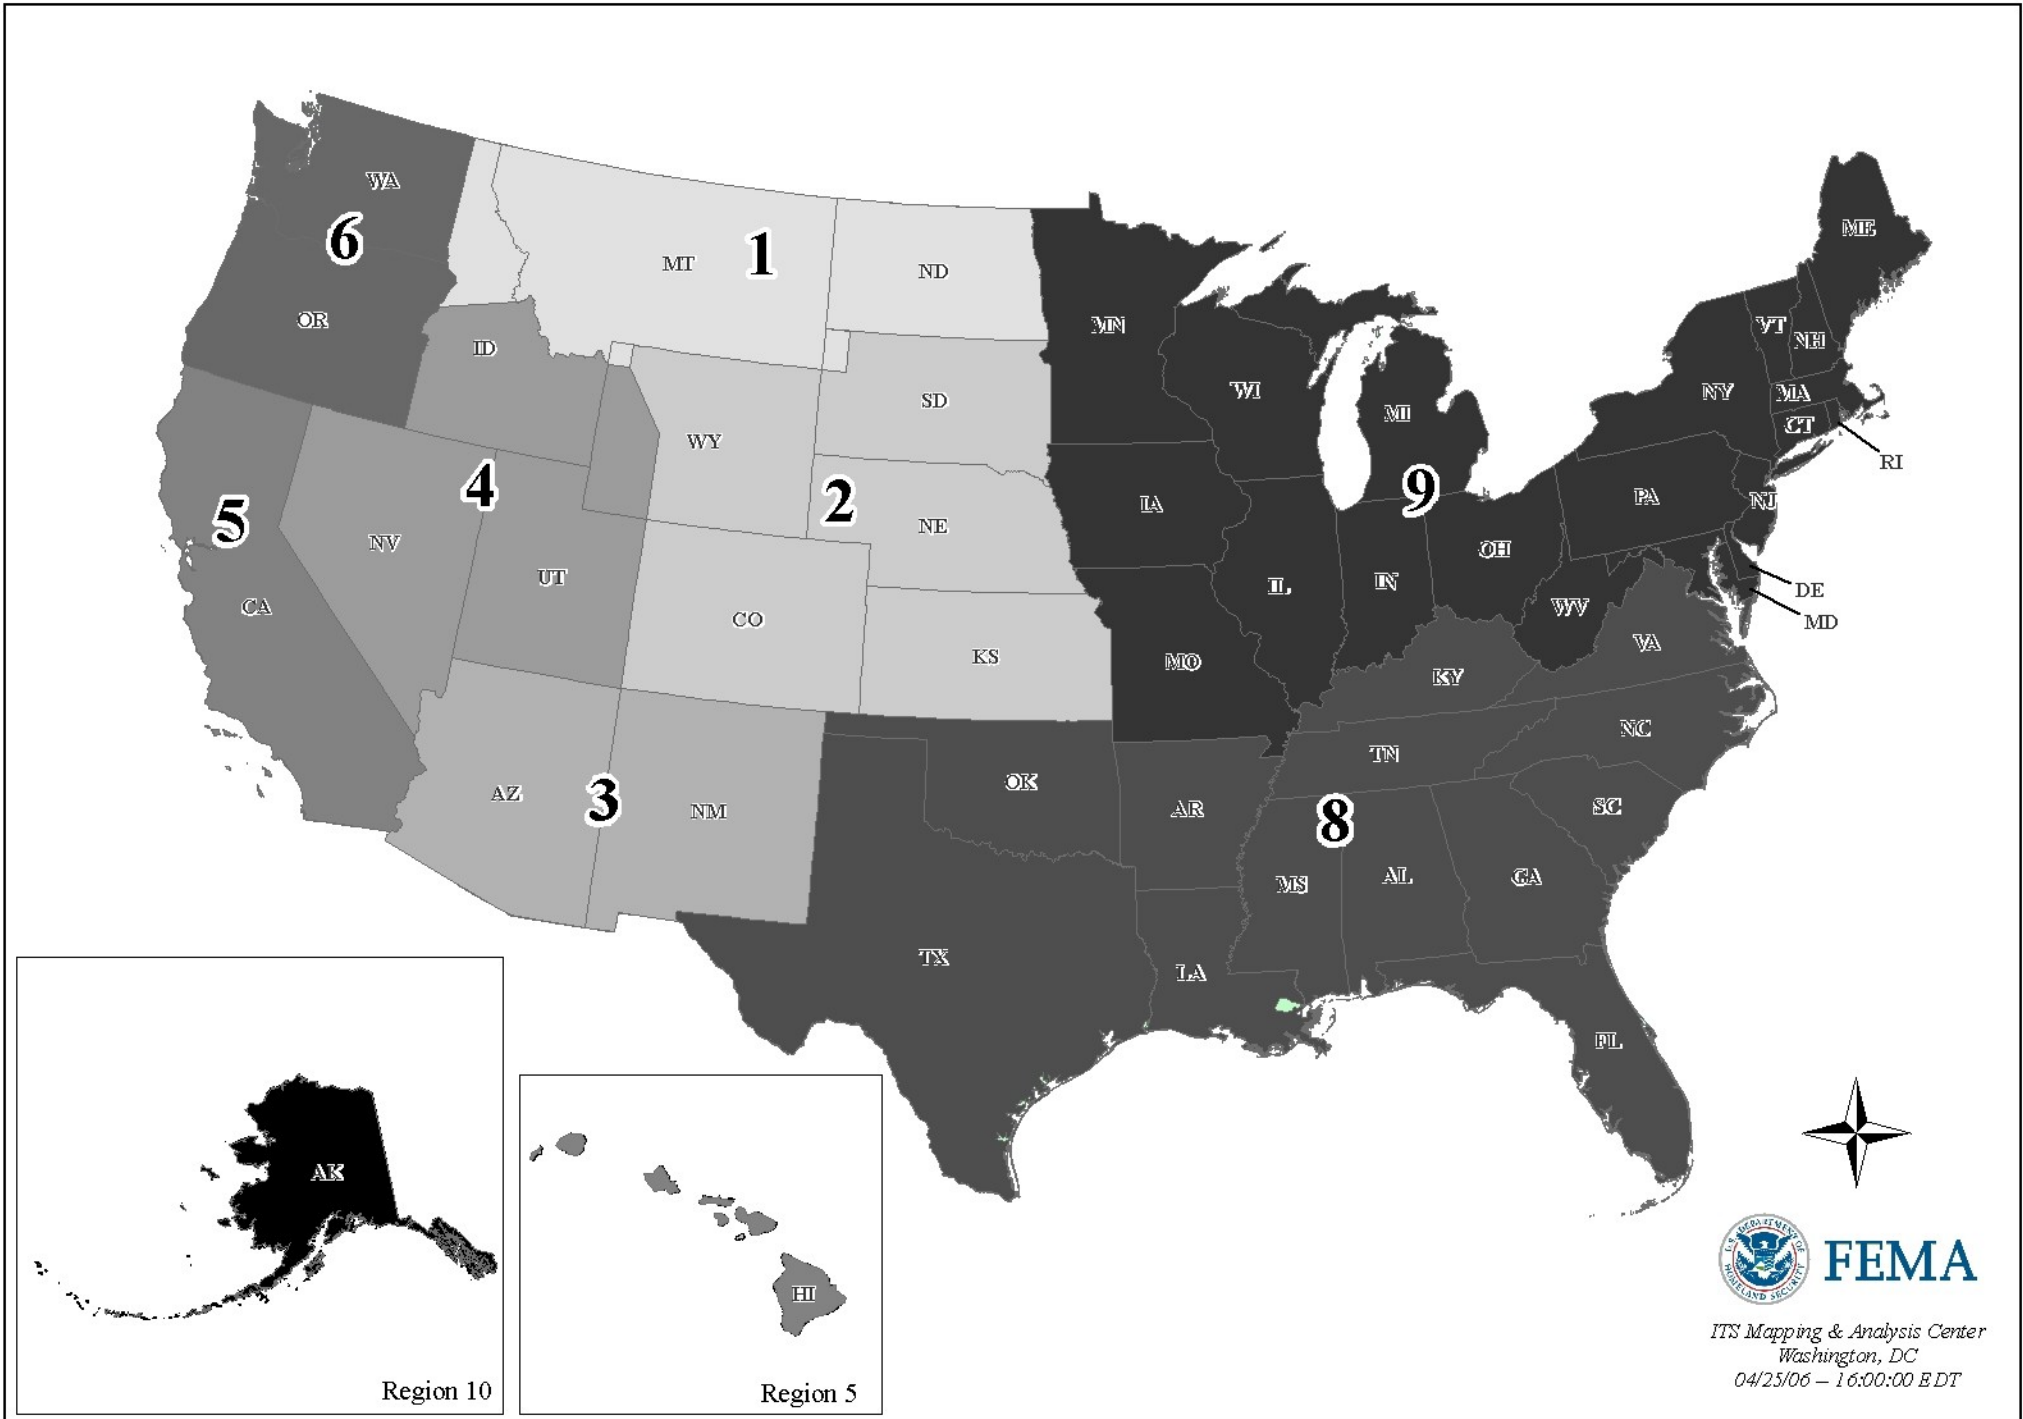 WA
6
OR
MT
1
ND
ID
WY
SD
4
2
NE
5
NV
UT
CA
CO
KS
AZ
3
NM
OK
TX
MN
WI
MI
IA
9
IL
IN
OH
MO
PA
NY
VT
NH
ME
MA
CT
RI
NJ
DE
MD
WV
VA
KY
NC
TN
SC
AR
8
MS
AL
GA
LA
FL
AK
Region 10
HI
Region 5
U.S. DEPARTMENT OF
HOMELAND SECURITY
FEMA
ITS Mapping & Analysis Center
Washington, DC
04/25/06 – 16:00:00 EDT